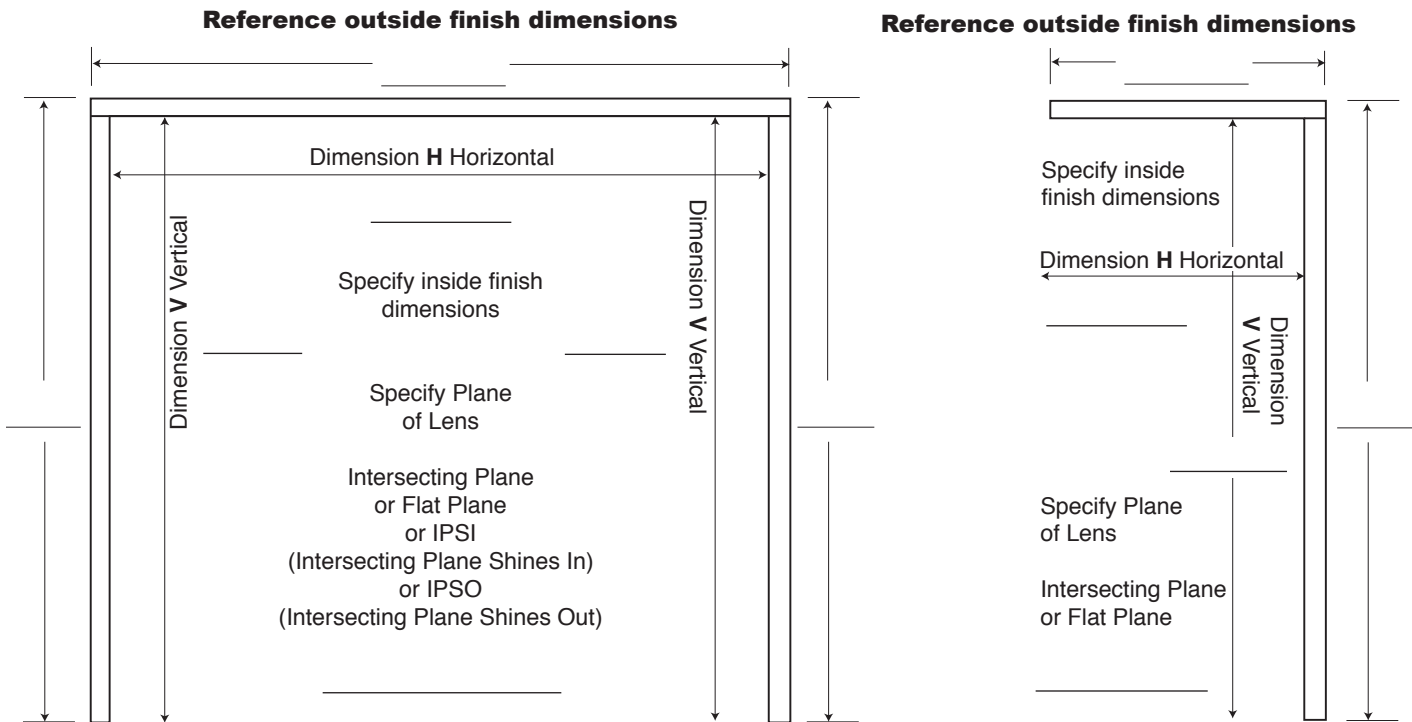 Reference outside finish dimensions
Dimension H Horizontal
Dimension V Vertical
Dimension V Vertical
Specify inside finish
dimensions
Specify Plane
of Lens
Intersecting Plane
or Flat Plane
or IPSI
(Intersecting Plane Shines In)
or IPSO
(Intersecting Plane Shines Out)
Reference outside finish dimensions
Specify inside
finish dimensions
Dimension H Horizontal
Dimension
V Vertical
Specify Plane
of Lens
Intersecting Plane
or Flat Plane